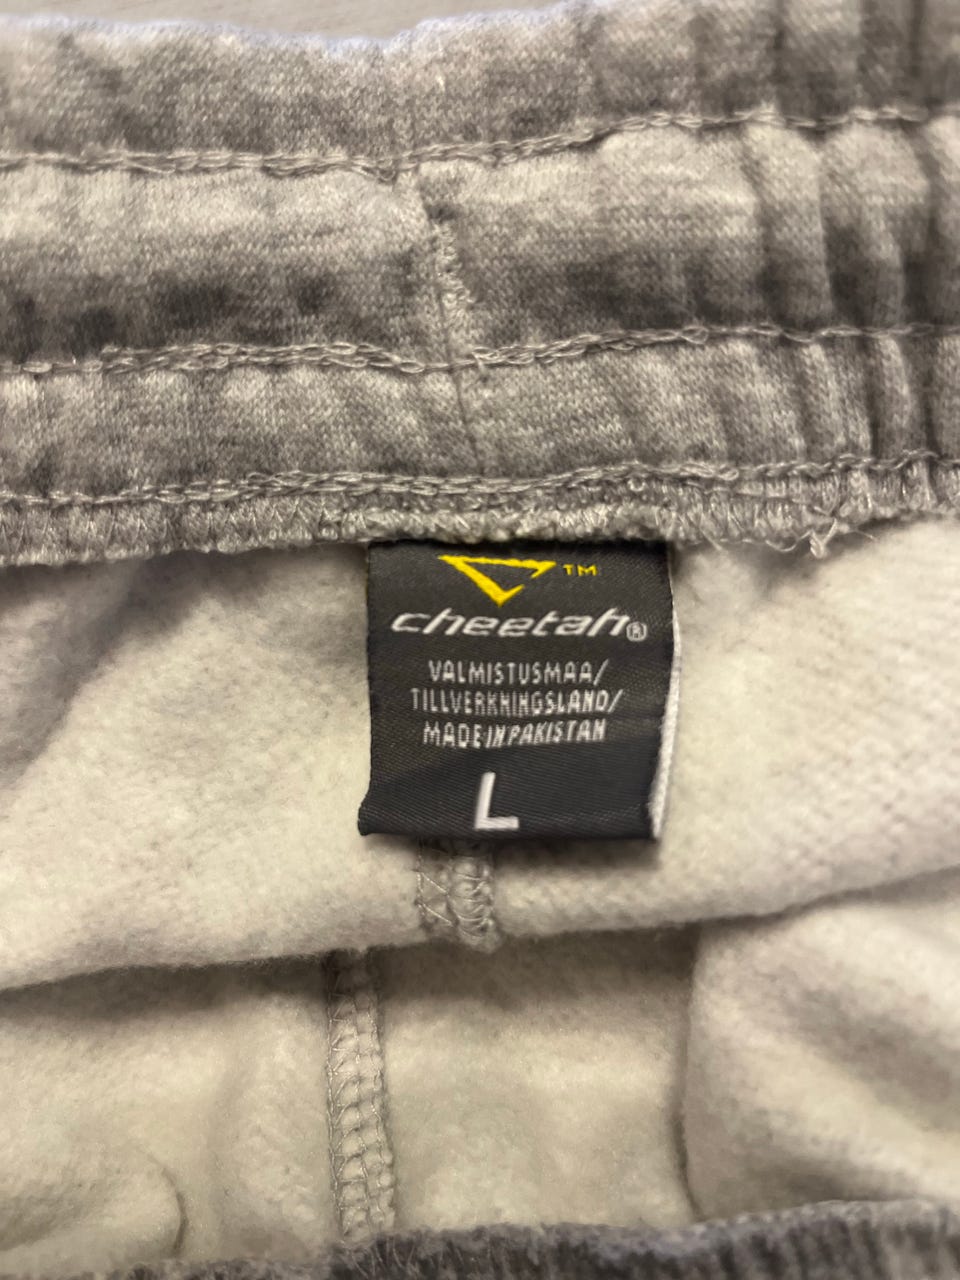 TM
cheetah®
VALMISTUSMAA/
TILLVERKNINGSLAND/
MADE IN PAKISTAN
L